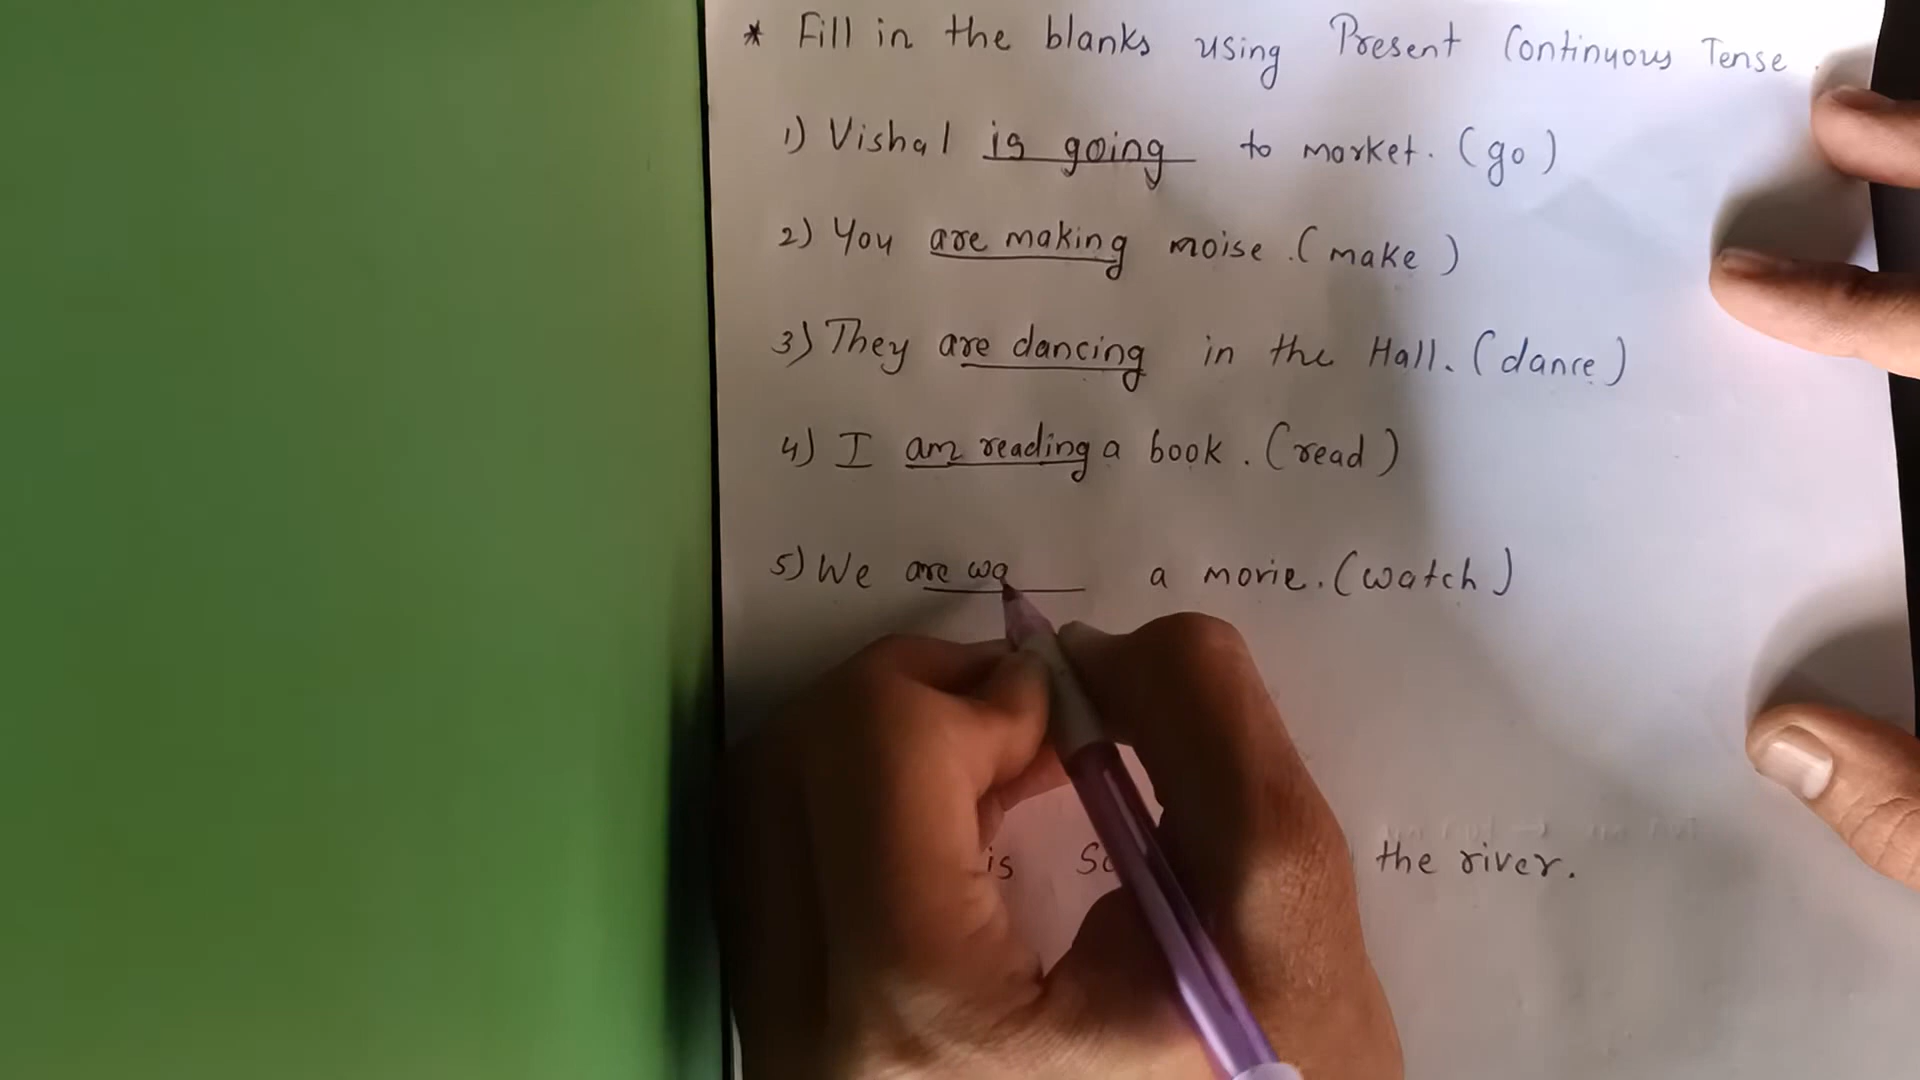 * Fill in the blanks using Present Continuous Tense.
1) Vishal is going to market. (go)
2) You are making noise. (make)
3) They are dancing in the Hall. (dance)
4) I am reading a book. (read)
5) We are wa a movie. (watch)
is the river.